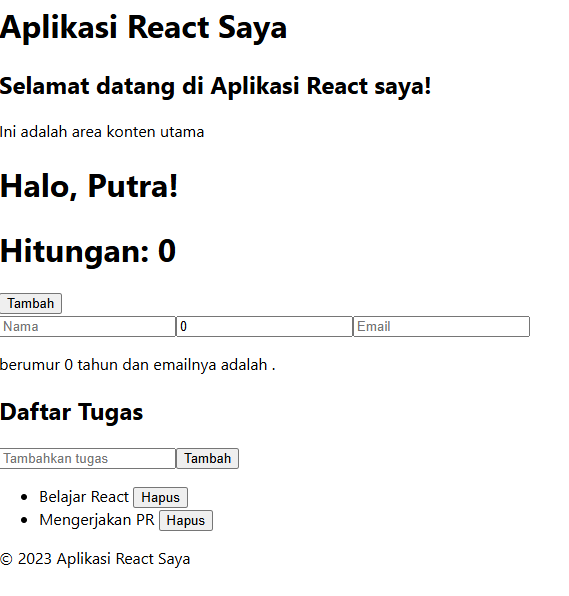 Aplikasi React Saya
Selamat datang di Aplikasi React saya!
Ini adalah area konten utama
Halo, Putra!
Hitungan: 0
Tambah
Nama 0 Email
berumur 0 tahun dan emailnya adalah .
Daftar Tugas
Tambahkan tugas Tambah
Belajar React Hapus
Mengerjakan PR Hapus
© 2023 Aplikasi React Saya